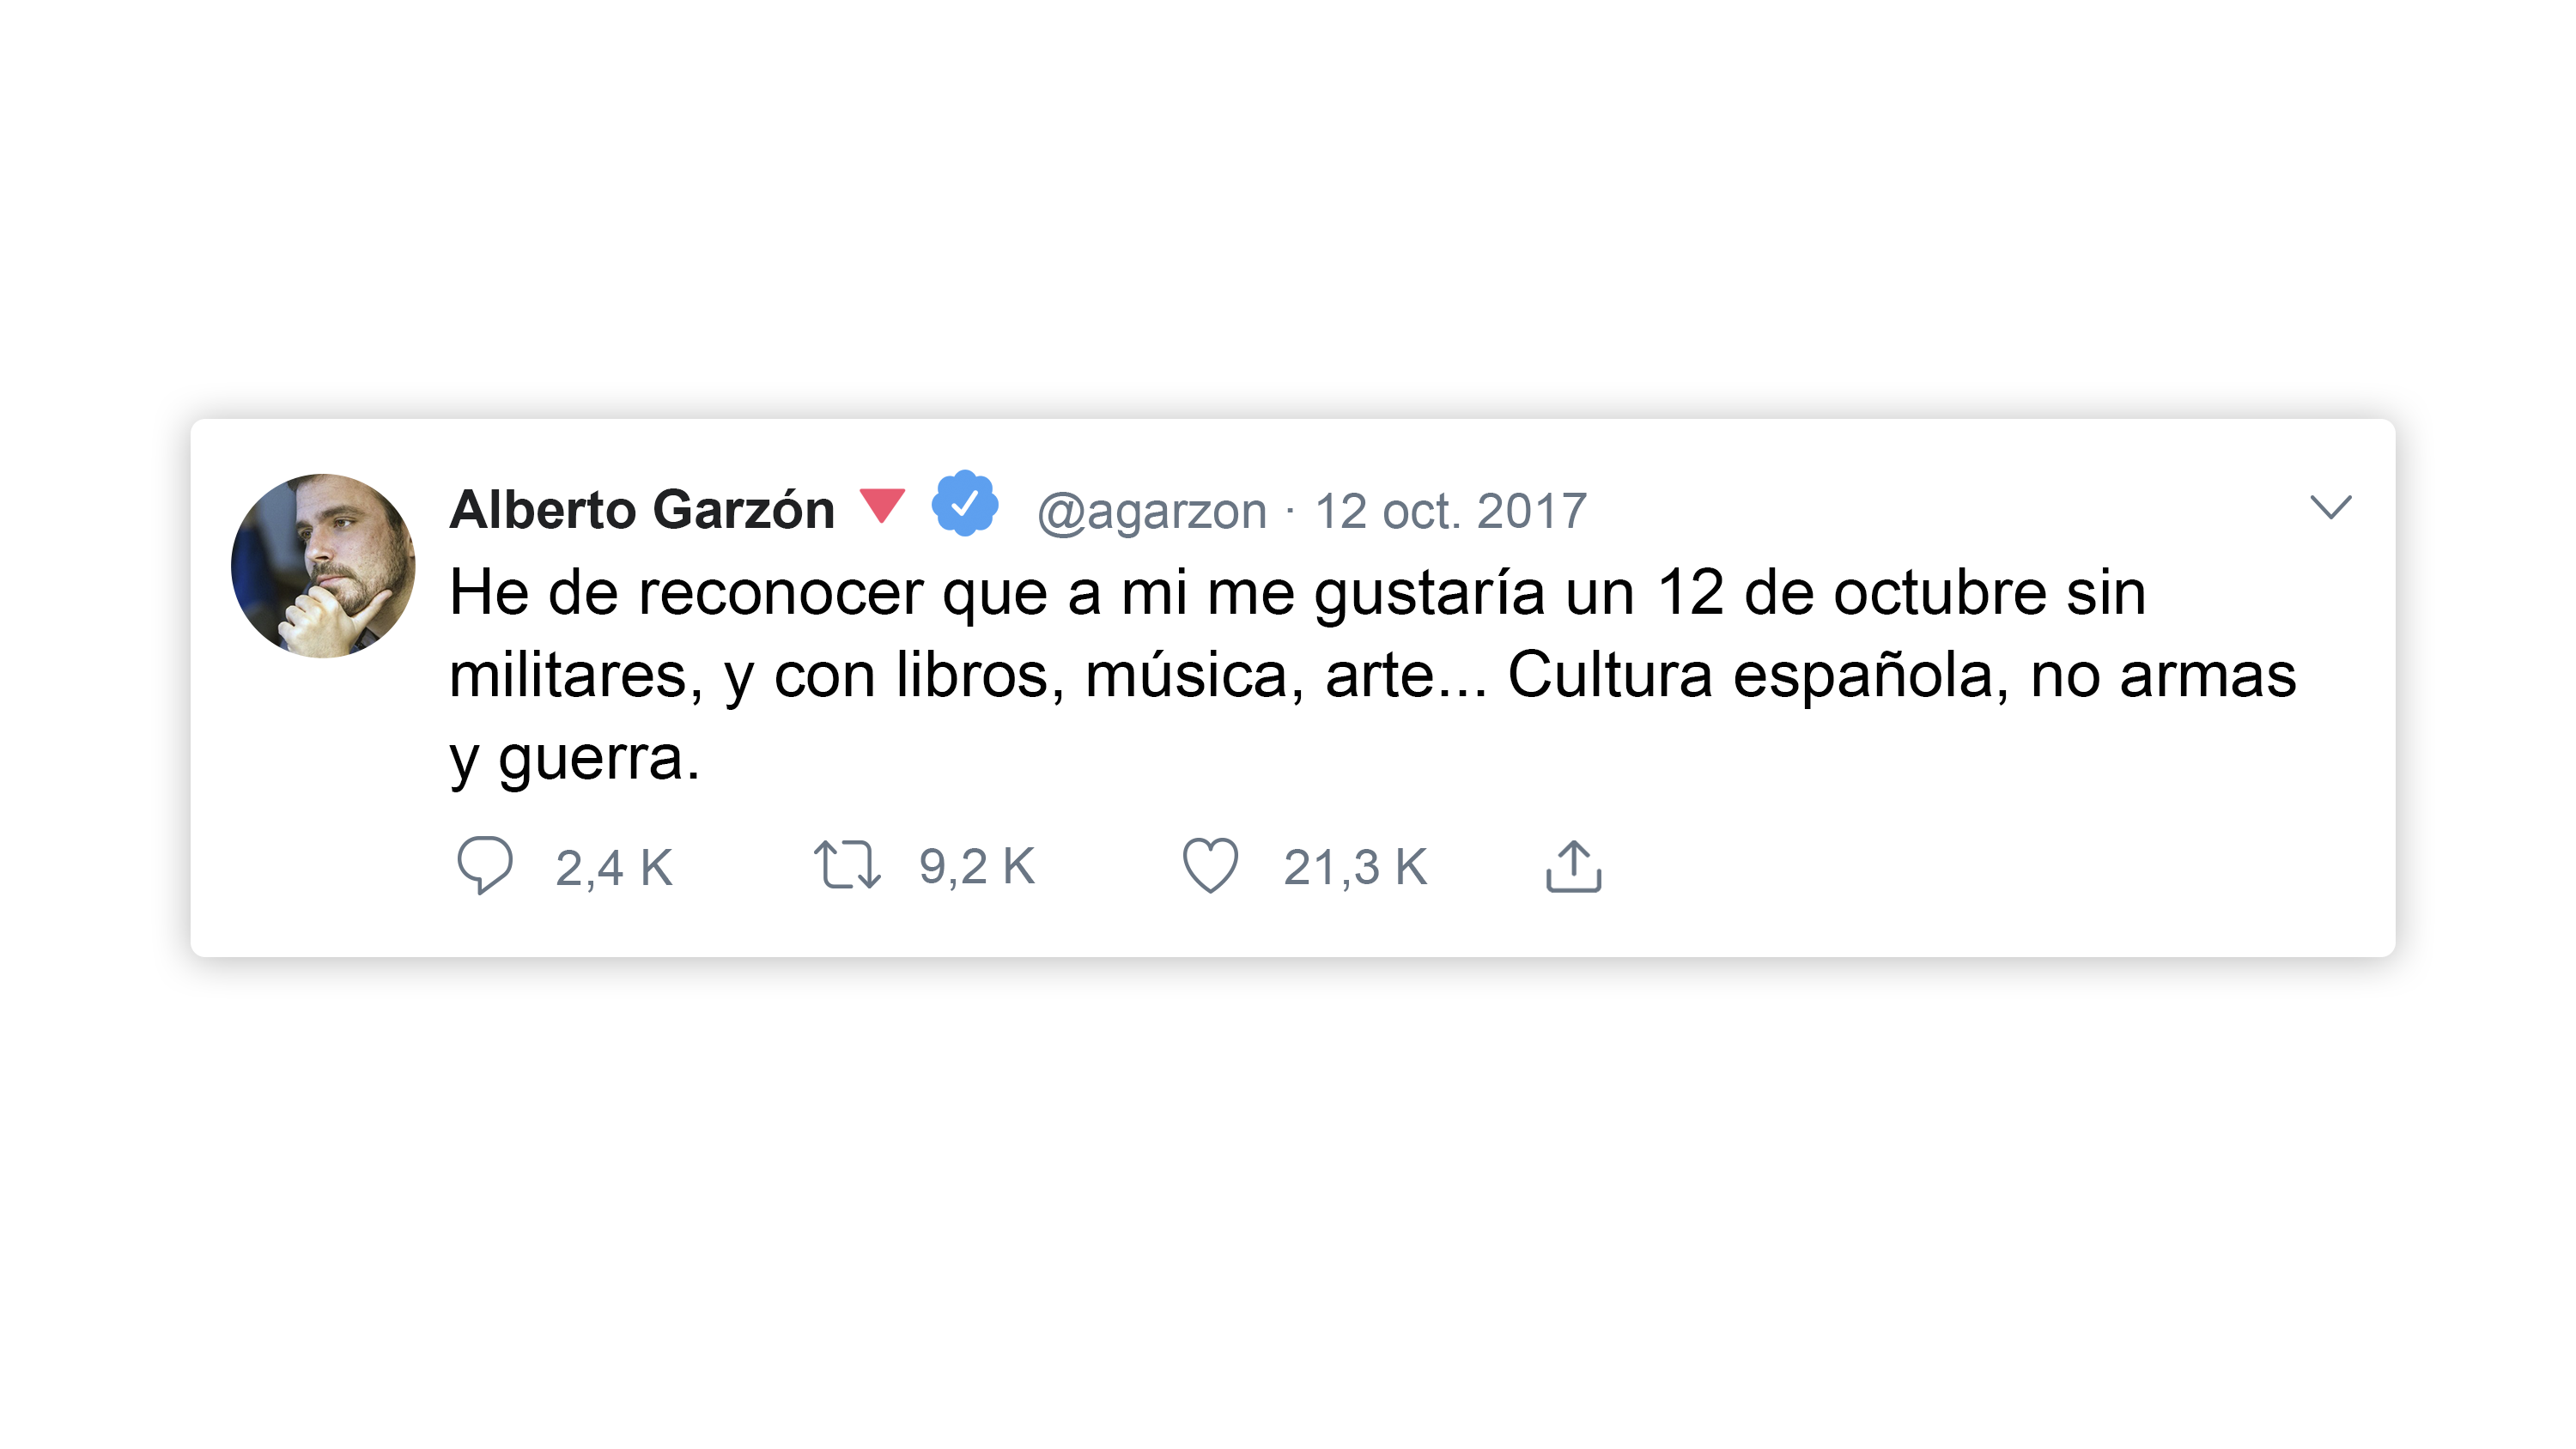 Alberto Garzón @agarzon · 12 oct. 2017
He de reconocer que a mi me gustaría un 12 de octubre sin
militares, y con libros, música, arte... Cultura española, no armas
y guerra.
2,4 K 9,2 K 21,3 K